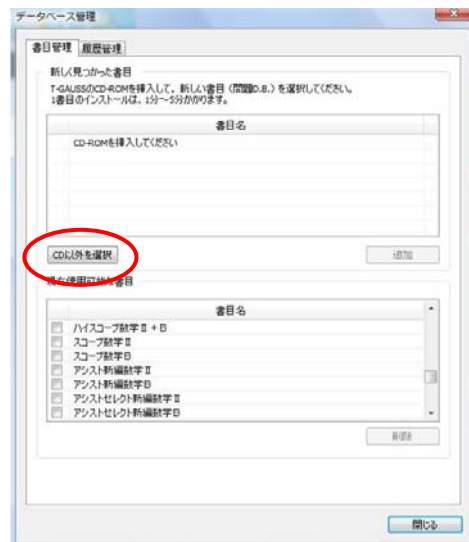 データベース管理
書目管理 履歴管理
新しく見つかった書目
T-GAUSSのCD-ROMを挿入して，新しい書目（問題D.B.）を選択してください。
1書目のインストールは、1分～5分かかります。
書目名
CD-ROMを挿入してください
CD以外を選択
追加
現在使用可能な書目
書目名
ハイスコープ数学Ⅱ＋B
スコープ数学Ⅱ
スコープ数学B
アシスト新編数学Ⅱ
アシスト新編数学B
アシストセレクト新編数学Ⅱ
アシストセレクト新編数学B
削除
閉じる